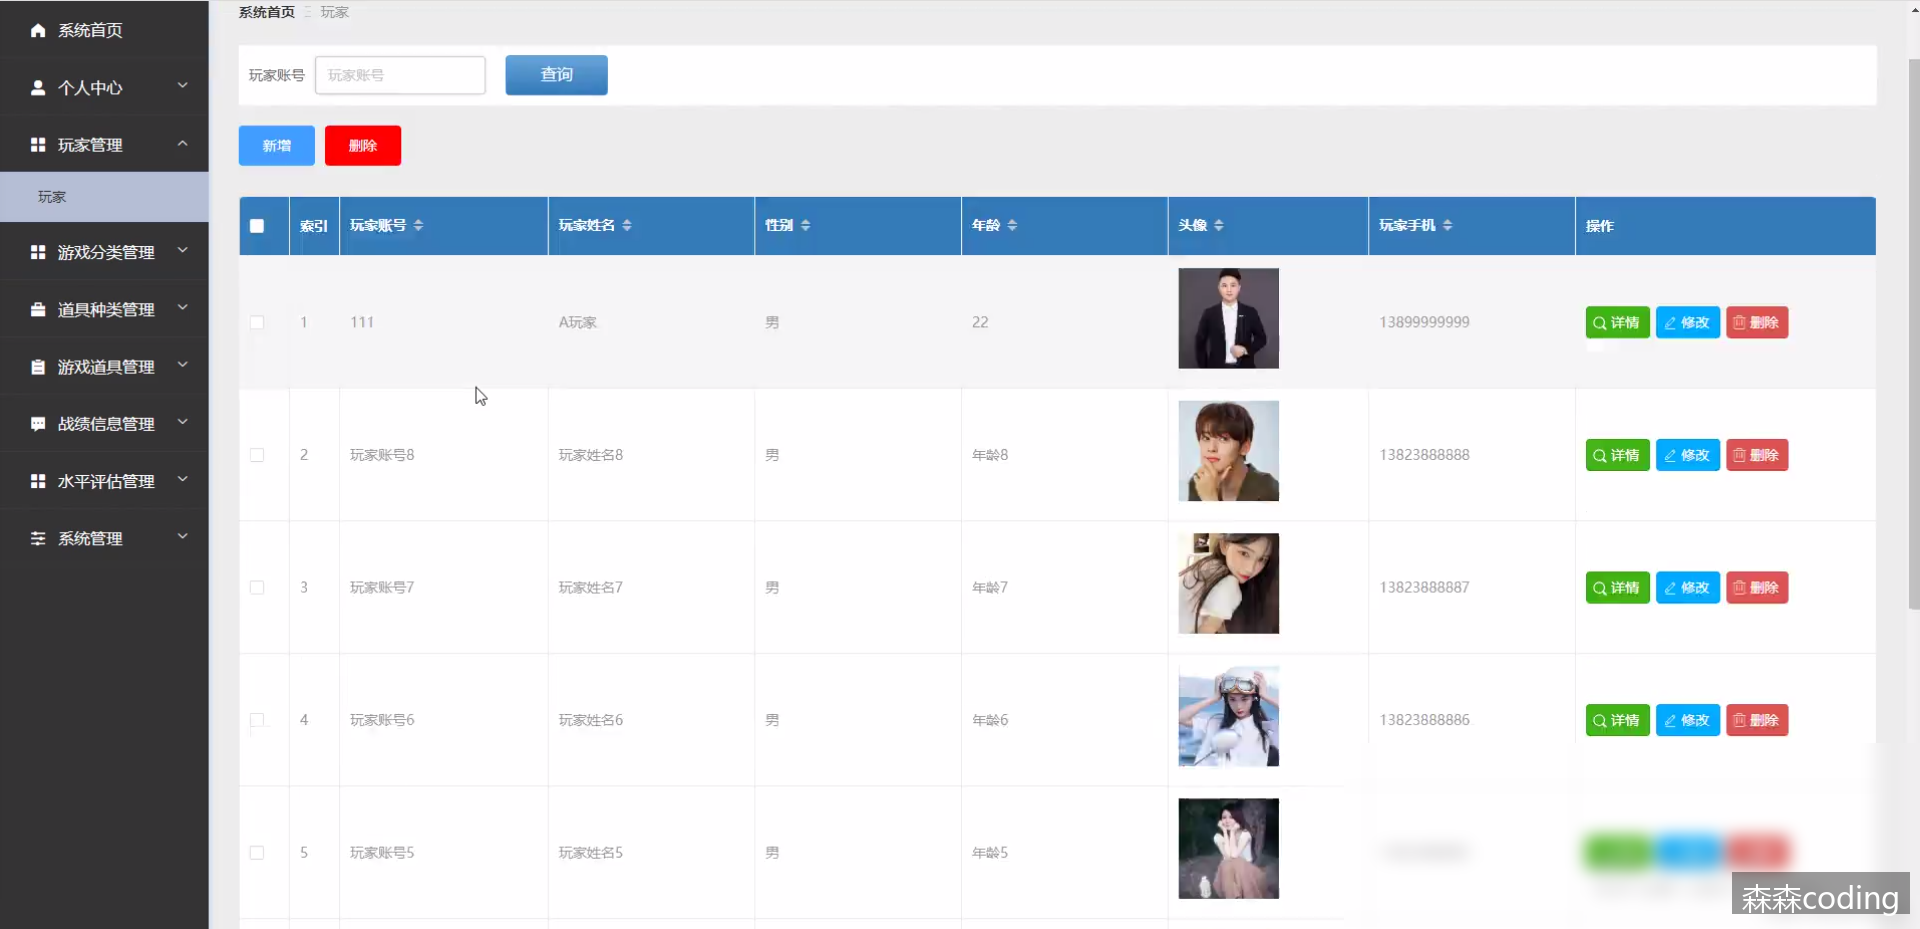 系统首页
个人中心
玩家管理
玩家
游戏分类管理
道具种类管理
游戏道具管理
战绩信息管理
水平评估管理
系统管理
系统首页 玩家
玩家账号 玩家账号 查询
新增 删除
索引 玩家账号 玩家姓名 性别 年龄 头像 玩家手机 操作
1 111 A玩家 男 22 13899999999 详情 修改 删除
2 玩家账号8 玩家姓名8 男 年龄8 13823888888 详情 修改 删除
3 玩家账号7 玩家姓名7 男 年龄7 13823888887 详情 修改 删除
4 玩家账号6 玩家姓名6 男 年龄6 13823888886 详情 修改 删除
5 玩家账号5 玩家姓名5 男 年龄5
森森coding